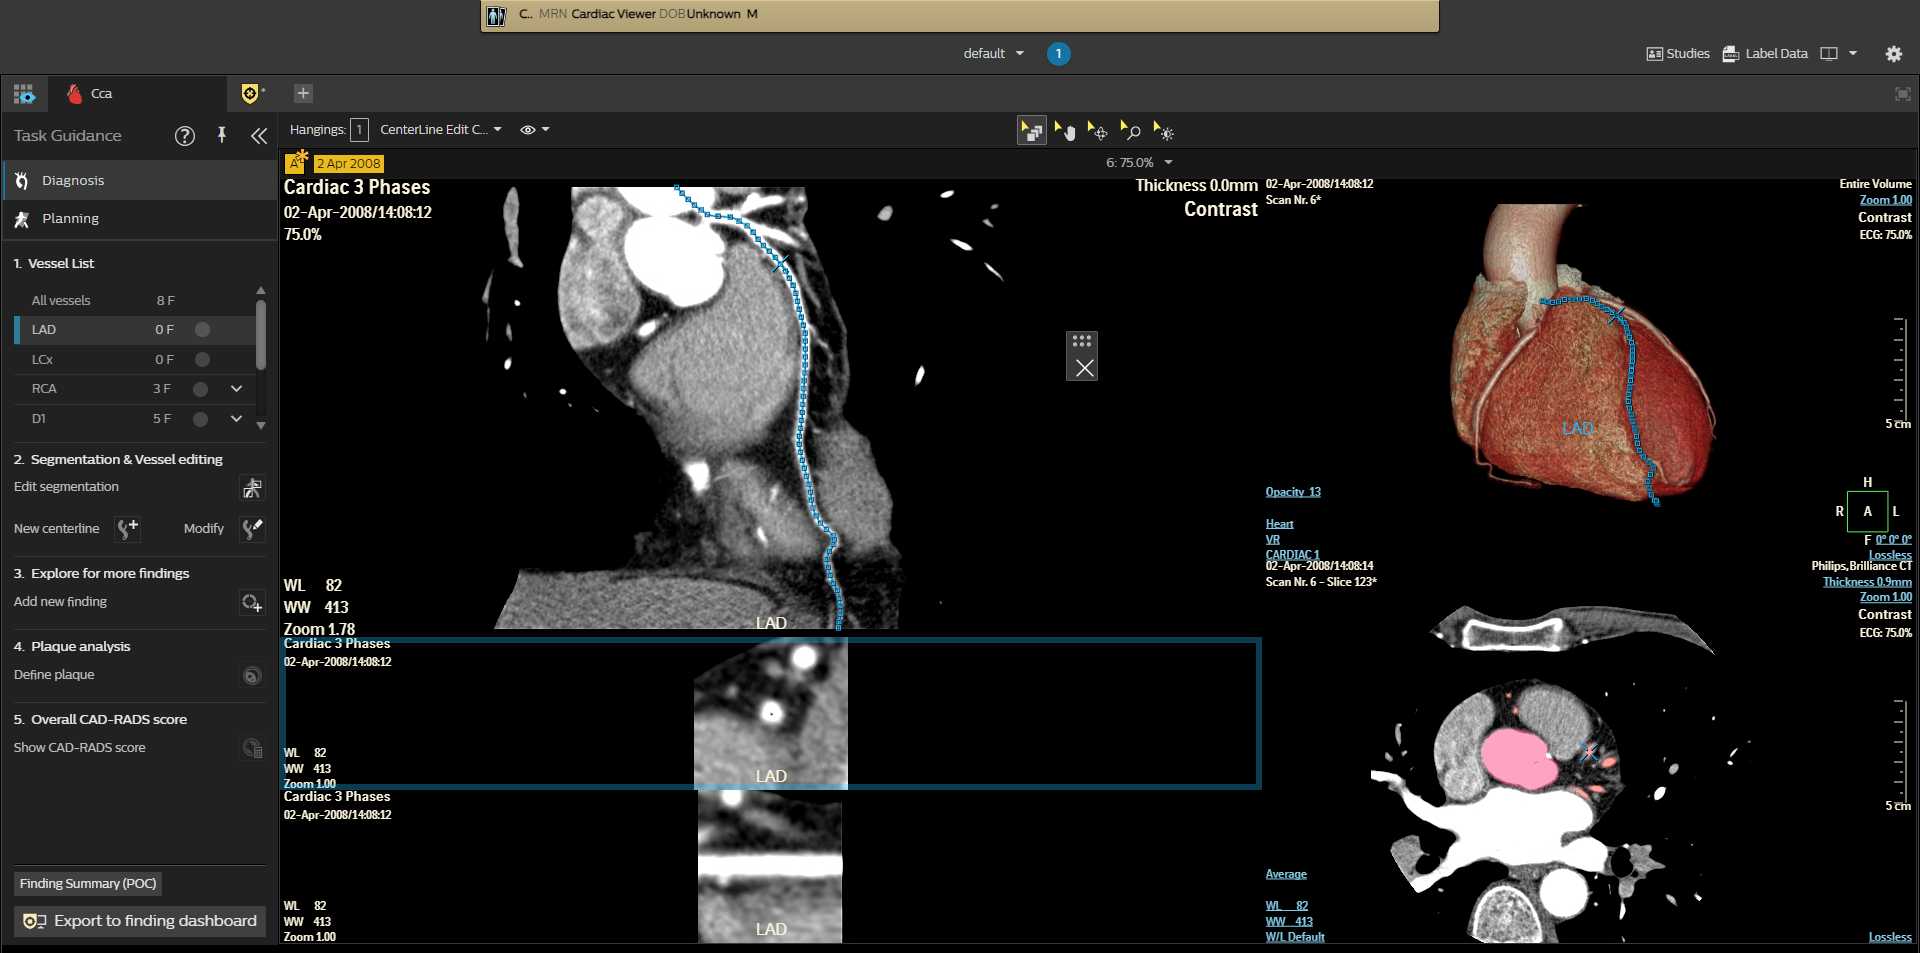 C.. MRN Cardiac Viewer DOB Unknown M
default 1
Studies Label Data
Cca
Task Guidance
Hangings: 1 CenterLine Edit C...
Diagnosis
Planning
1. Vessel List
All vessels 8 F
LAD 0 F
LCx 0 F
RCA 3 F
D1 5 F
2. Segmentation & Vessel editing
Edit segmentation
New centerline Modify
3. Explore for more findings
Add new finding
4. Plaque analysis
Define plaque
5. Overall CAD-RADS score
Show CAD-RADS score
Finding Summary (POC)
Export to finding dashboard
A 2 Apr 2008
6: 75.0%
Cardiac 3 Phases
02-Apr-2008/14:08:12
75.0%
Thickness 0.0mm
Contrast
WL 82
WW 413
Zoom 1.78
LAD
Cardiac 3 Phases
02-Apr-2008/14:08:12
WL 82
WW 413
Zoom 1.00
LAD
Cardiac 3 Phases
02-Apr-2008/14:08:12
WL 82
WW 413
Zoom 1.00
LAD
02-Apr-2008/14:08:12
Scan Nr. 6*
Entire Volume
Zoom 1.00
Contrast
ECG: 75.0%
LAD
5 cm
Opacity 13
Heart
VR
CARDIAC 1
H
R A L
F 0° 0° 0°
Lossless
02-Apr-2008/14:08:14
Scan Nr. 6 - Slice 123*
Philips, Brilliance CT
Thickness 0.9mm
Zoom 1.00
Contrast
ECG: 75.0%
5 cm
Average
WL 82
WW 413
W/L Default
Lossless